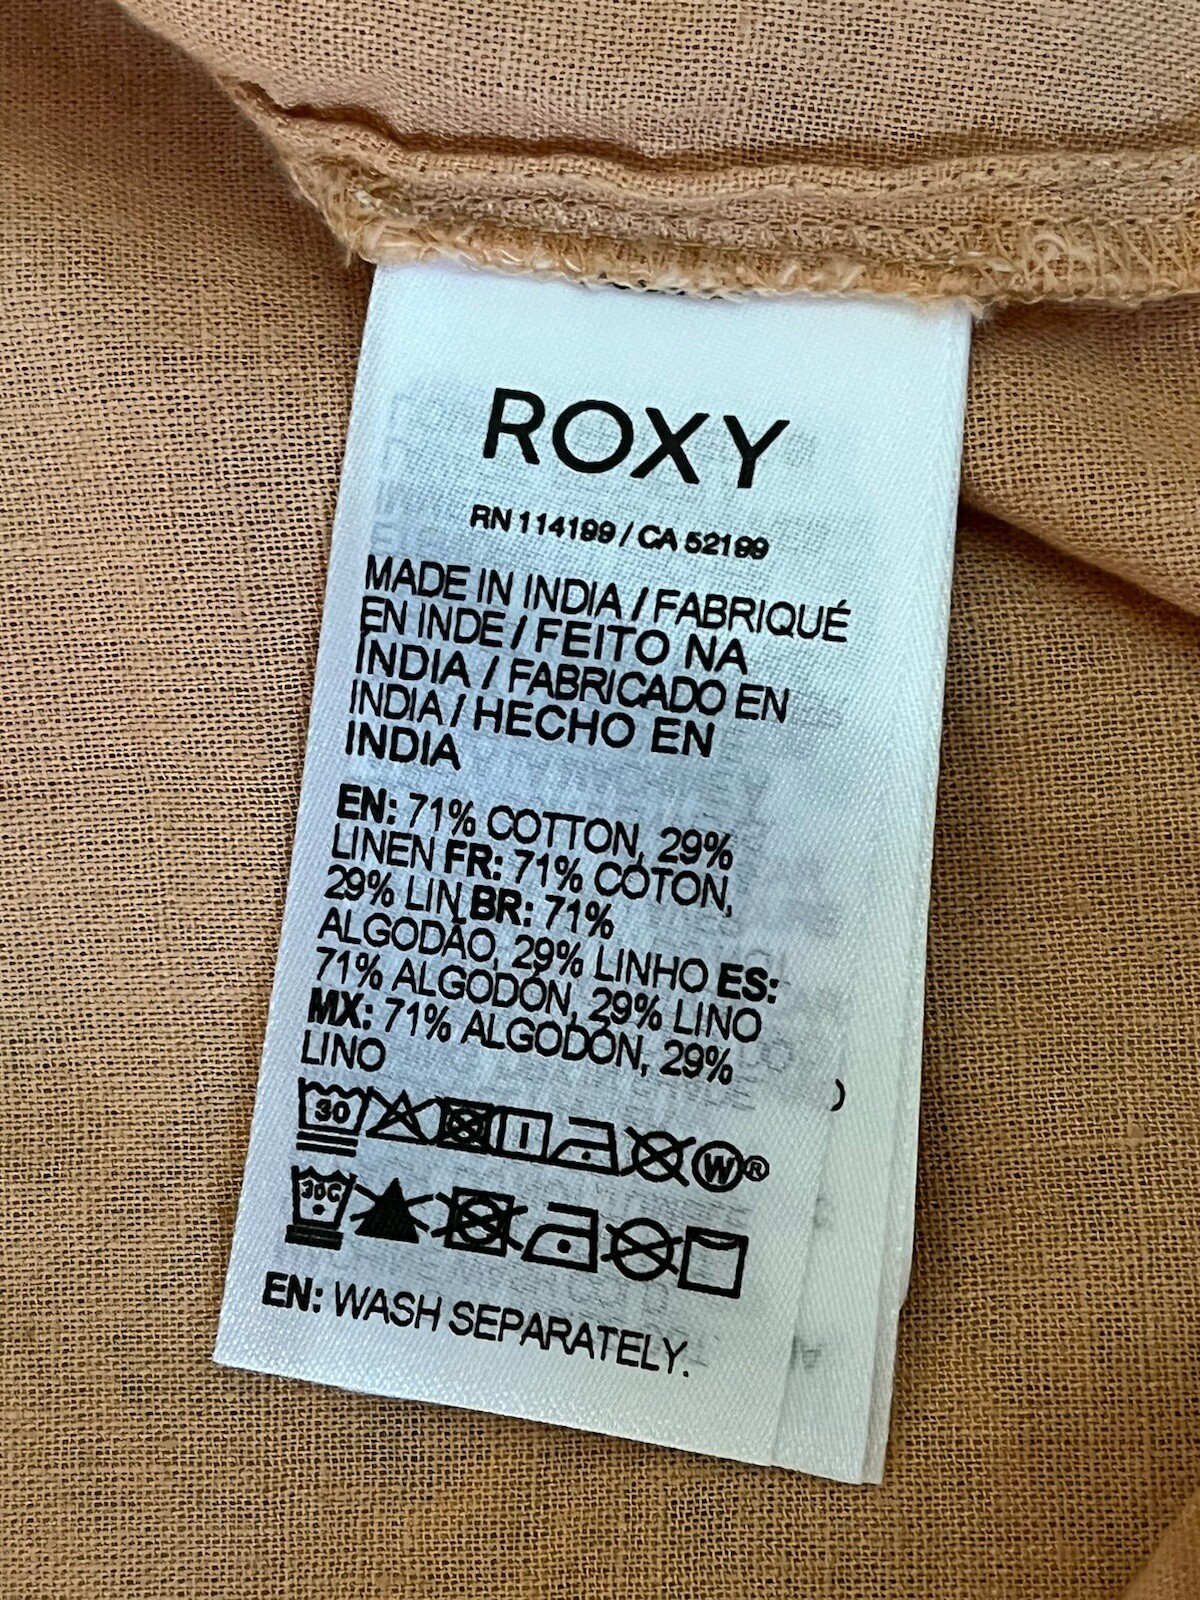 ROXY
RN 114199 / CA 52199
MADE IN INDIA / FABRIQUÉ
EN INDE / FEITO NA
INDIA / FABRICADO EN
INDIA / HECHO EN
INDIA
EN: 71% COTTON, 29%
LINEN FR: 71% COTON,
29% LIN BR: 71%
ALGODÃO, 29% LINHO ES:
71% ALGODÓN, 29% LINO
MX: 71% ALGODÓN, 29%
LINO
30 W®
30C
EN: WASH SEPARATELY.